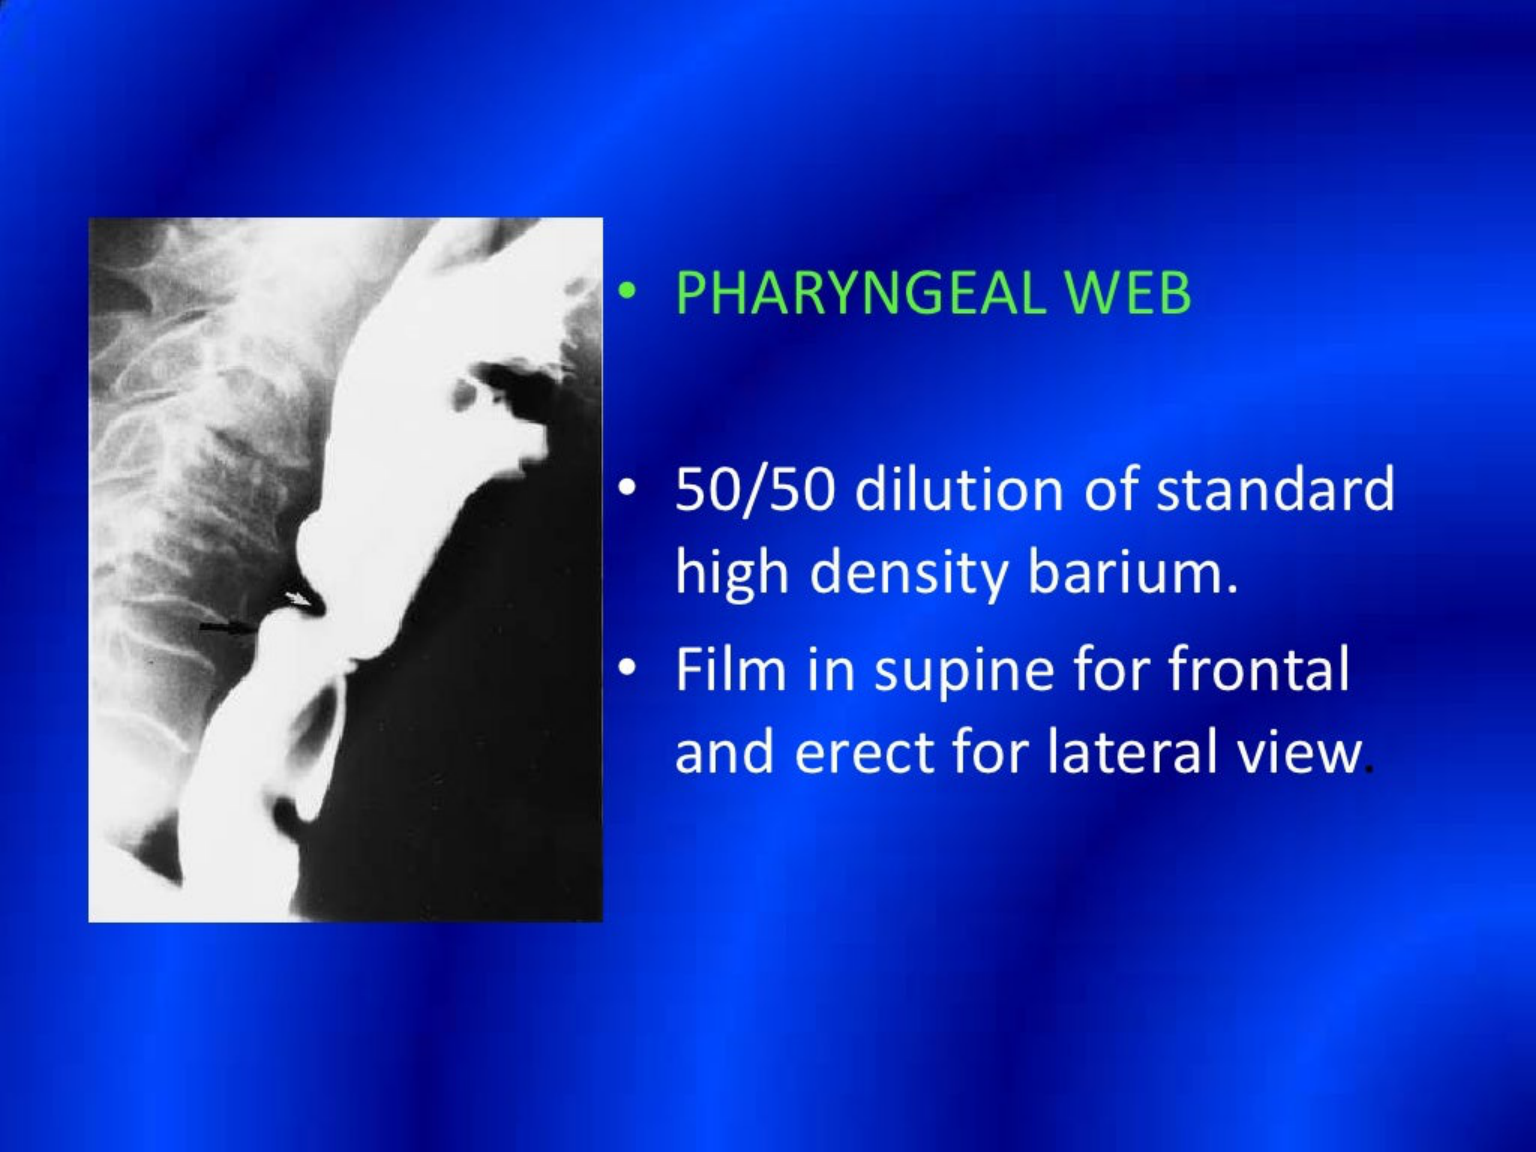 • PHARYNGEAL WEB
• 50/50 dilution of standard
high density barium.
• Film in supine for frontal
and erect for lateral view.